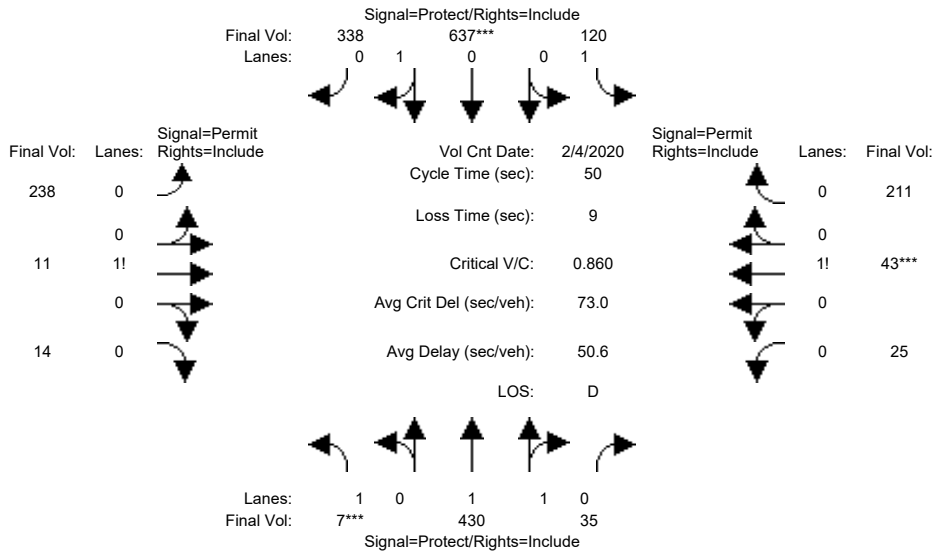 Signal=Protect/Rights=Include
Final Vol: 338 637*** 120
Lanes: 0 1 0 0 1
Signal=Permit Signal=Permit
Final Vol: Lanes: Rights=Include Vol Cnt Date: 2/4/2020 Rights=Include Lanes: Final Vol:
Cycle Time (sec): 50
238 0 0 211
Loss Time (sec): 9
0 0
11 1! Critical V/C: 0.860 1! 43***
0 Avg Crit Del (sec/veh): 73.0 0
14 0 Avg Delay (sec/veh): 50.6 0 25
LOS: D
Lanes: 1 0 1 1 0
Final Vol: 7*** 430 35
Signal=Protect/Rights=Include